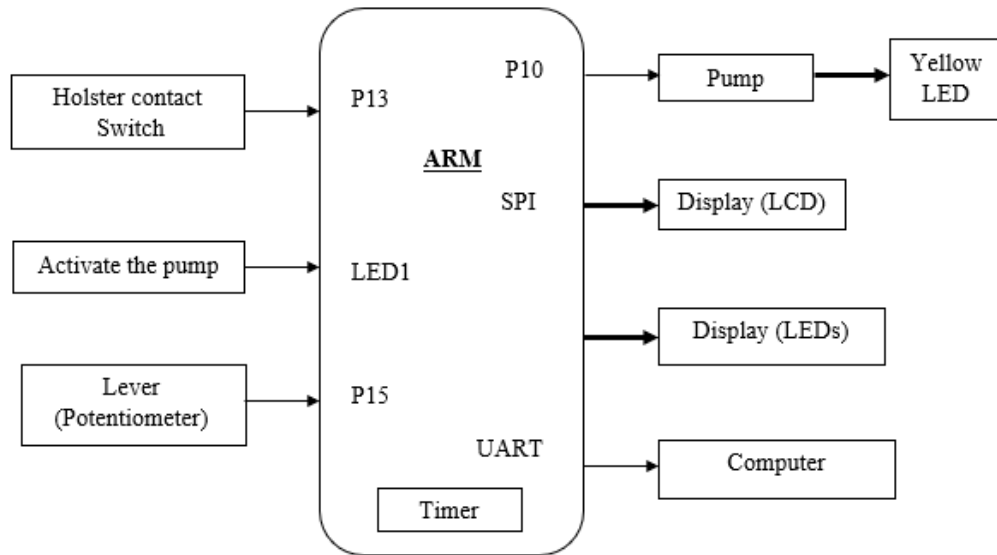 Holster contact
Switch
Activate the pump
Lever
(Potentiometer)
P13
LED1
P15
ARM
P10
SPI
UART
Timer
Pump
Yellow
LED
Display (LCD)
Display (LEDs)
Computer